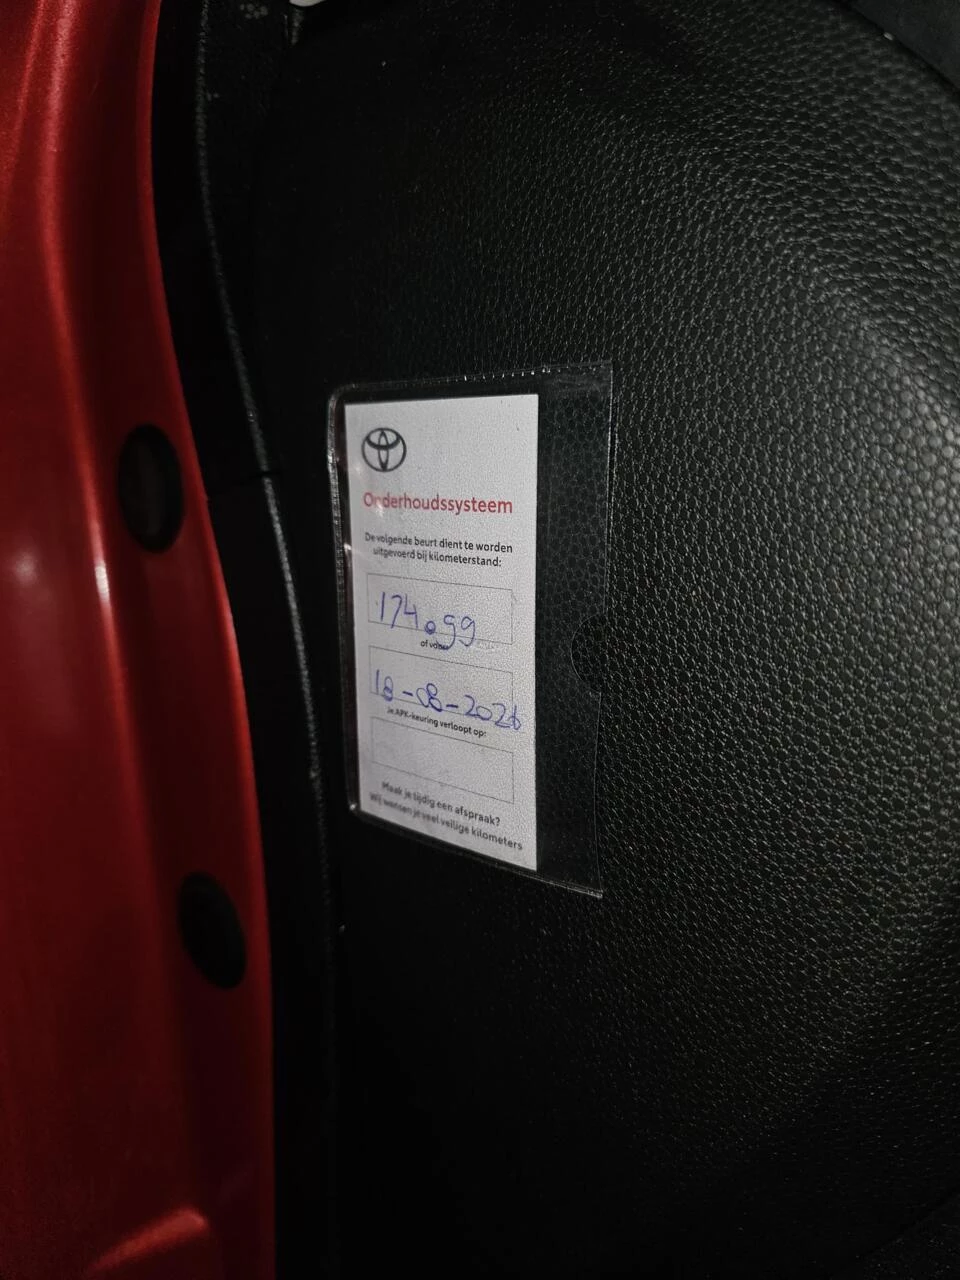 Onderhoudssysteem
De volgende beurt dient te worden
uitgevoerd bij kilometerstand:
174.099
of vóór:
18-08-2026
Je APK-keuring verloopt op:
Maak je tijdig een afspraak?
Wij wensen je veel veilige kilometers